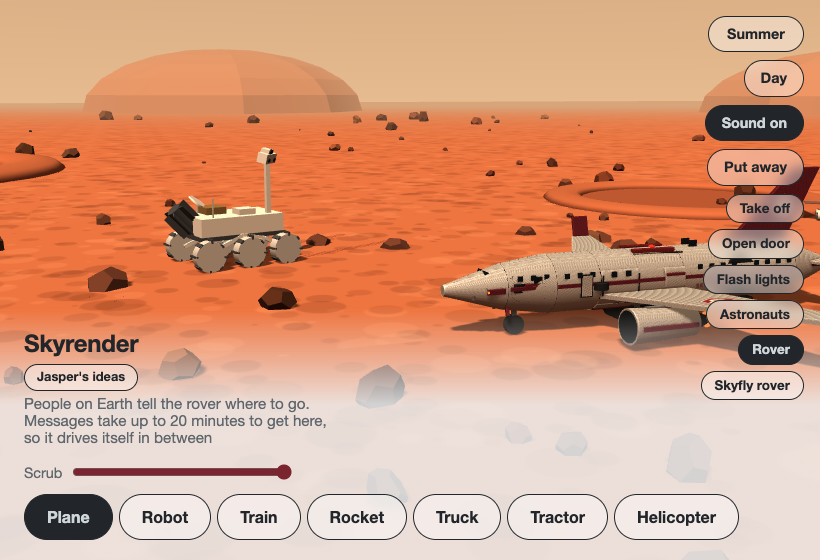 Summer
Day
Sound on
Put away
Take off
Open door
Flash lights
Astronauts
Rover
Skyfly rover
Skyrender
Jasper's ideas
People on Earth tell the rover where to go.
Messages take up to 20 minutes to get here,
so it drives itself in between
Scrub
Plane
Robot
Train
Rocket
Truck
Tractor
Helicopter